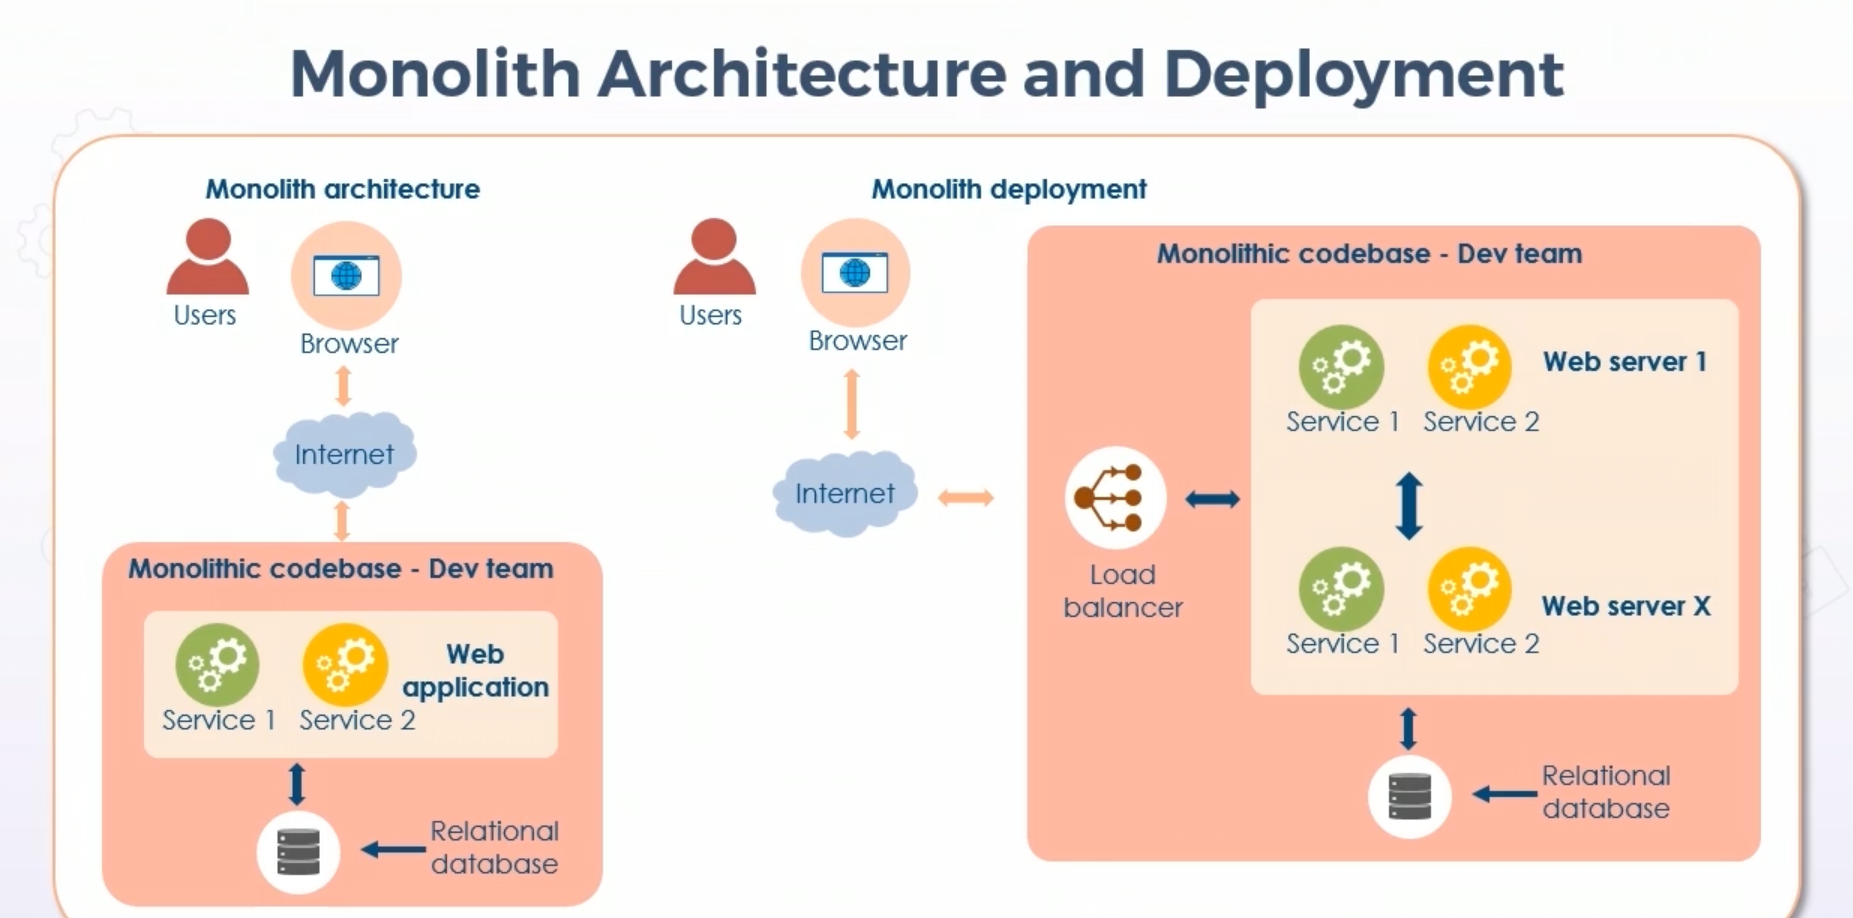 Monolith Architecture and Deployment
Monolith architecture
Users
Browser
Internet
Monolithic codebase - Dev team
Service 1
Service 2
Web
application
Relational
database
Monolith deployment
Users
Browser
Internet
Monolithic codebase - Dev team
Load
balancer
Service 1
Service 2
Web server 1
Service 1
Service 2
Web server X
Relational
database